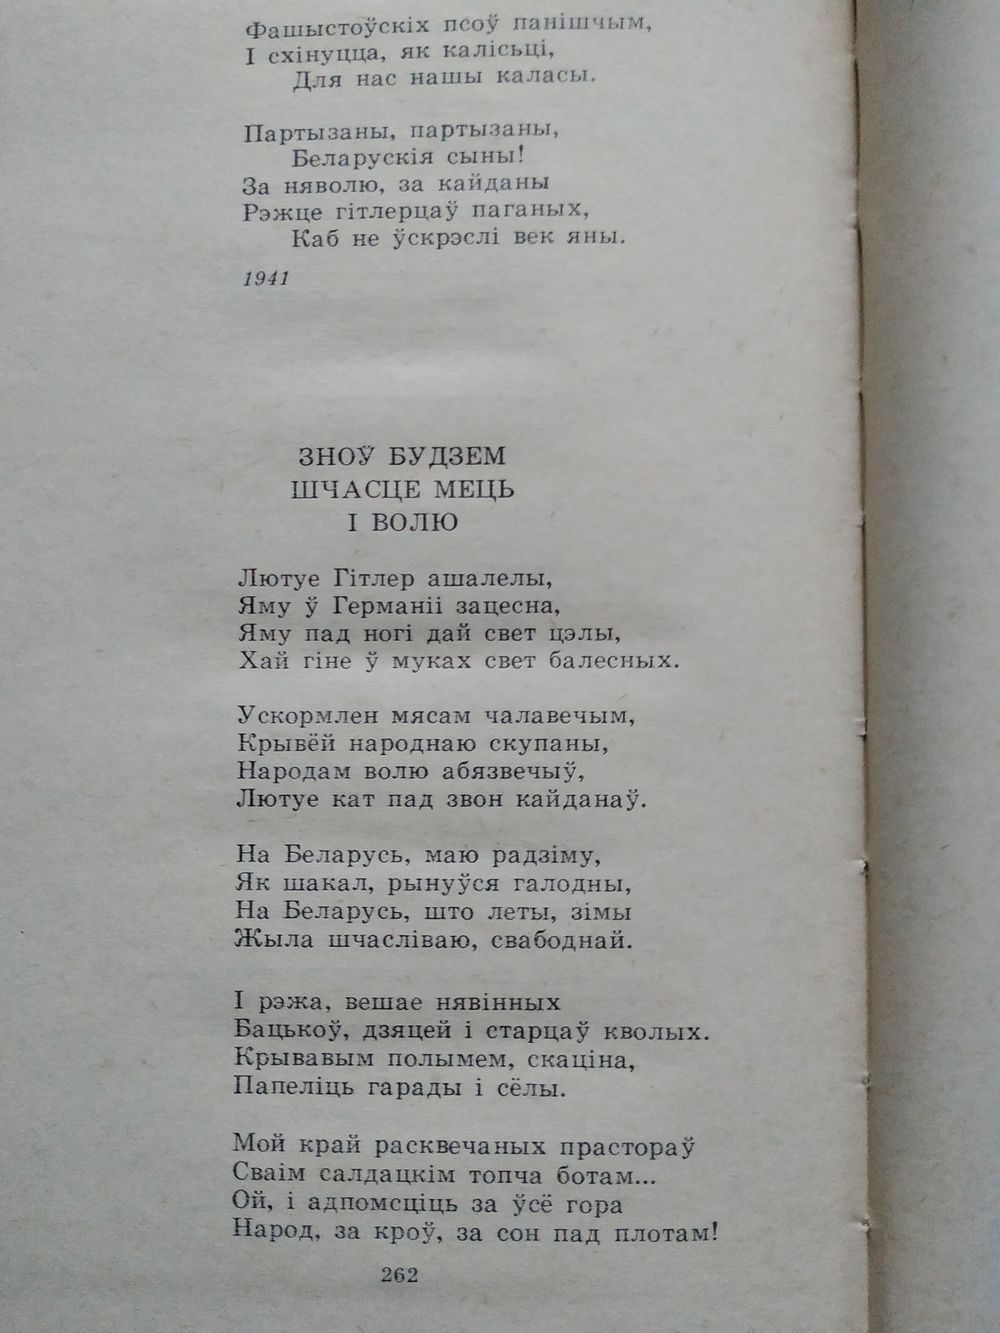 Фашыстоўскіх псоў панішчым,
І схінуцца, як калісьці,
Для нас нашы каласы.
Партызаны, партызаны,
Беларускія сыны!
За няволю, за кайданы
Рэжце гітлерцаў паганых,
Каб не ўскрэслі век яны.
1941
ЗНОЎ БУДЗЕМ
ШЧАСЦЕ МЕЦЬ
І ВОЛЮ
Лютуе Гітлер ашалелы,
Яму ў Германіі зацесна,
Яму пад ногі дай свет цэлы,
Хай гіне ў муках свет балесных.
Ускормлен мясам чалавечым,
Крывёй народнаю скупаны,
Народам волю абязвечыў,
Лютуе кат пад звон кайданаў.
На Беларусь, маю радзіму,
Як шакал, рынуўся галодны,
На Беларусь, што леты, зімы
Жыла шчасліваю, свабоднай.
І рэжа, вешае нявінных
Бацькоў, дзяцей і старцаў кволых.
Крывавым полымем, скаціна,
Папеліць гарады і сёлы.
Мой край расквечаных прастораў
Сваім салдацкім топча ботам...
Ой, і адпомсціць за ўсё гора
Народ, за кроў, за сон пад плотам!
262